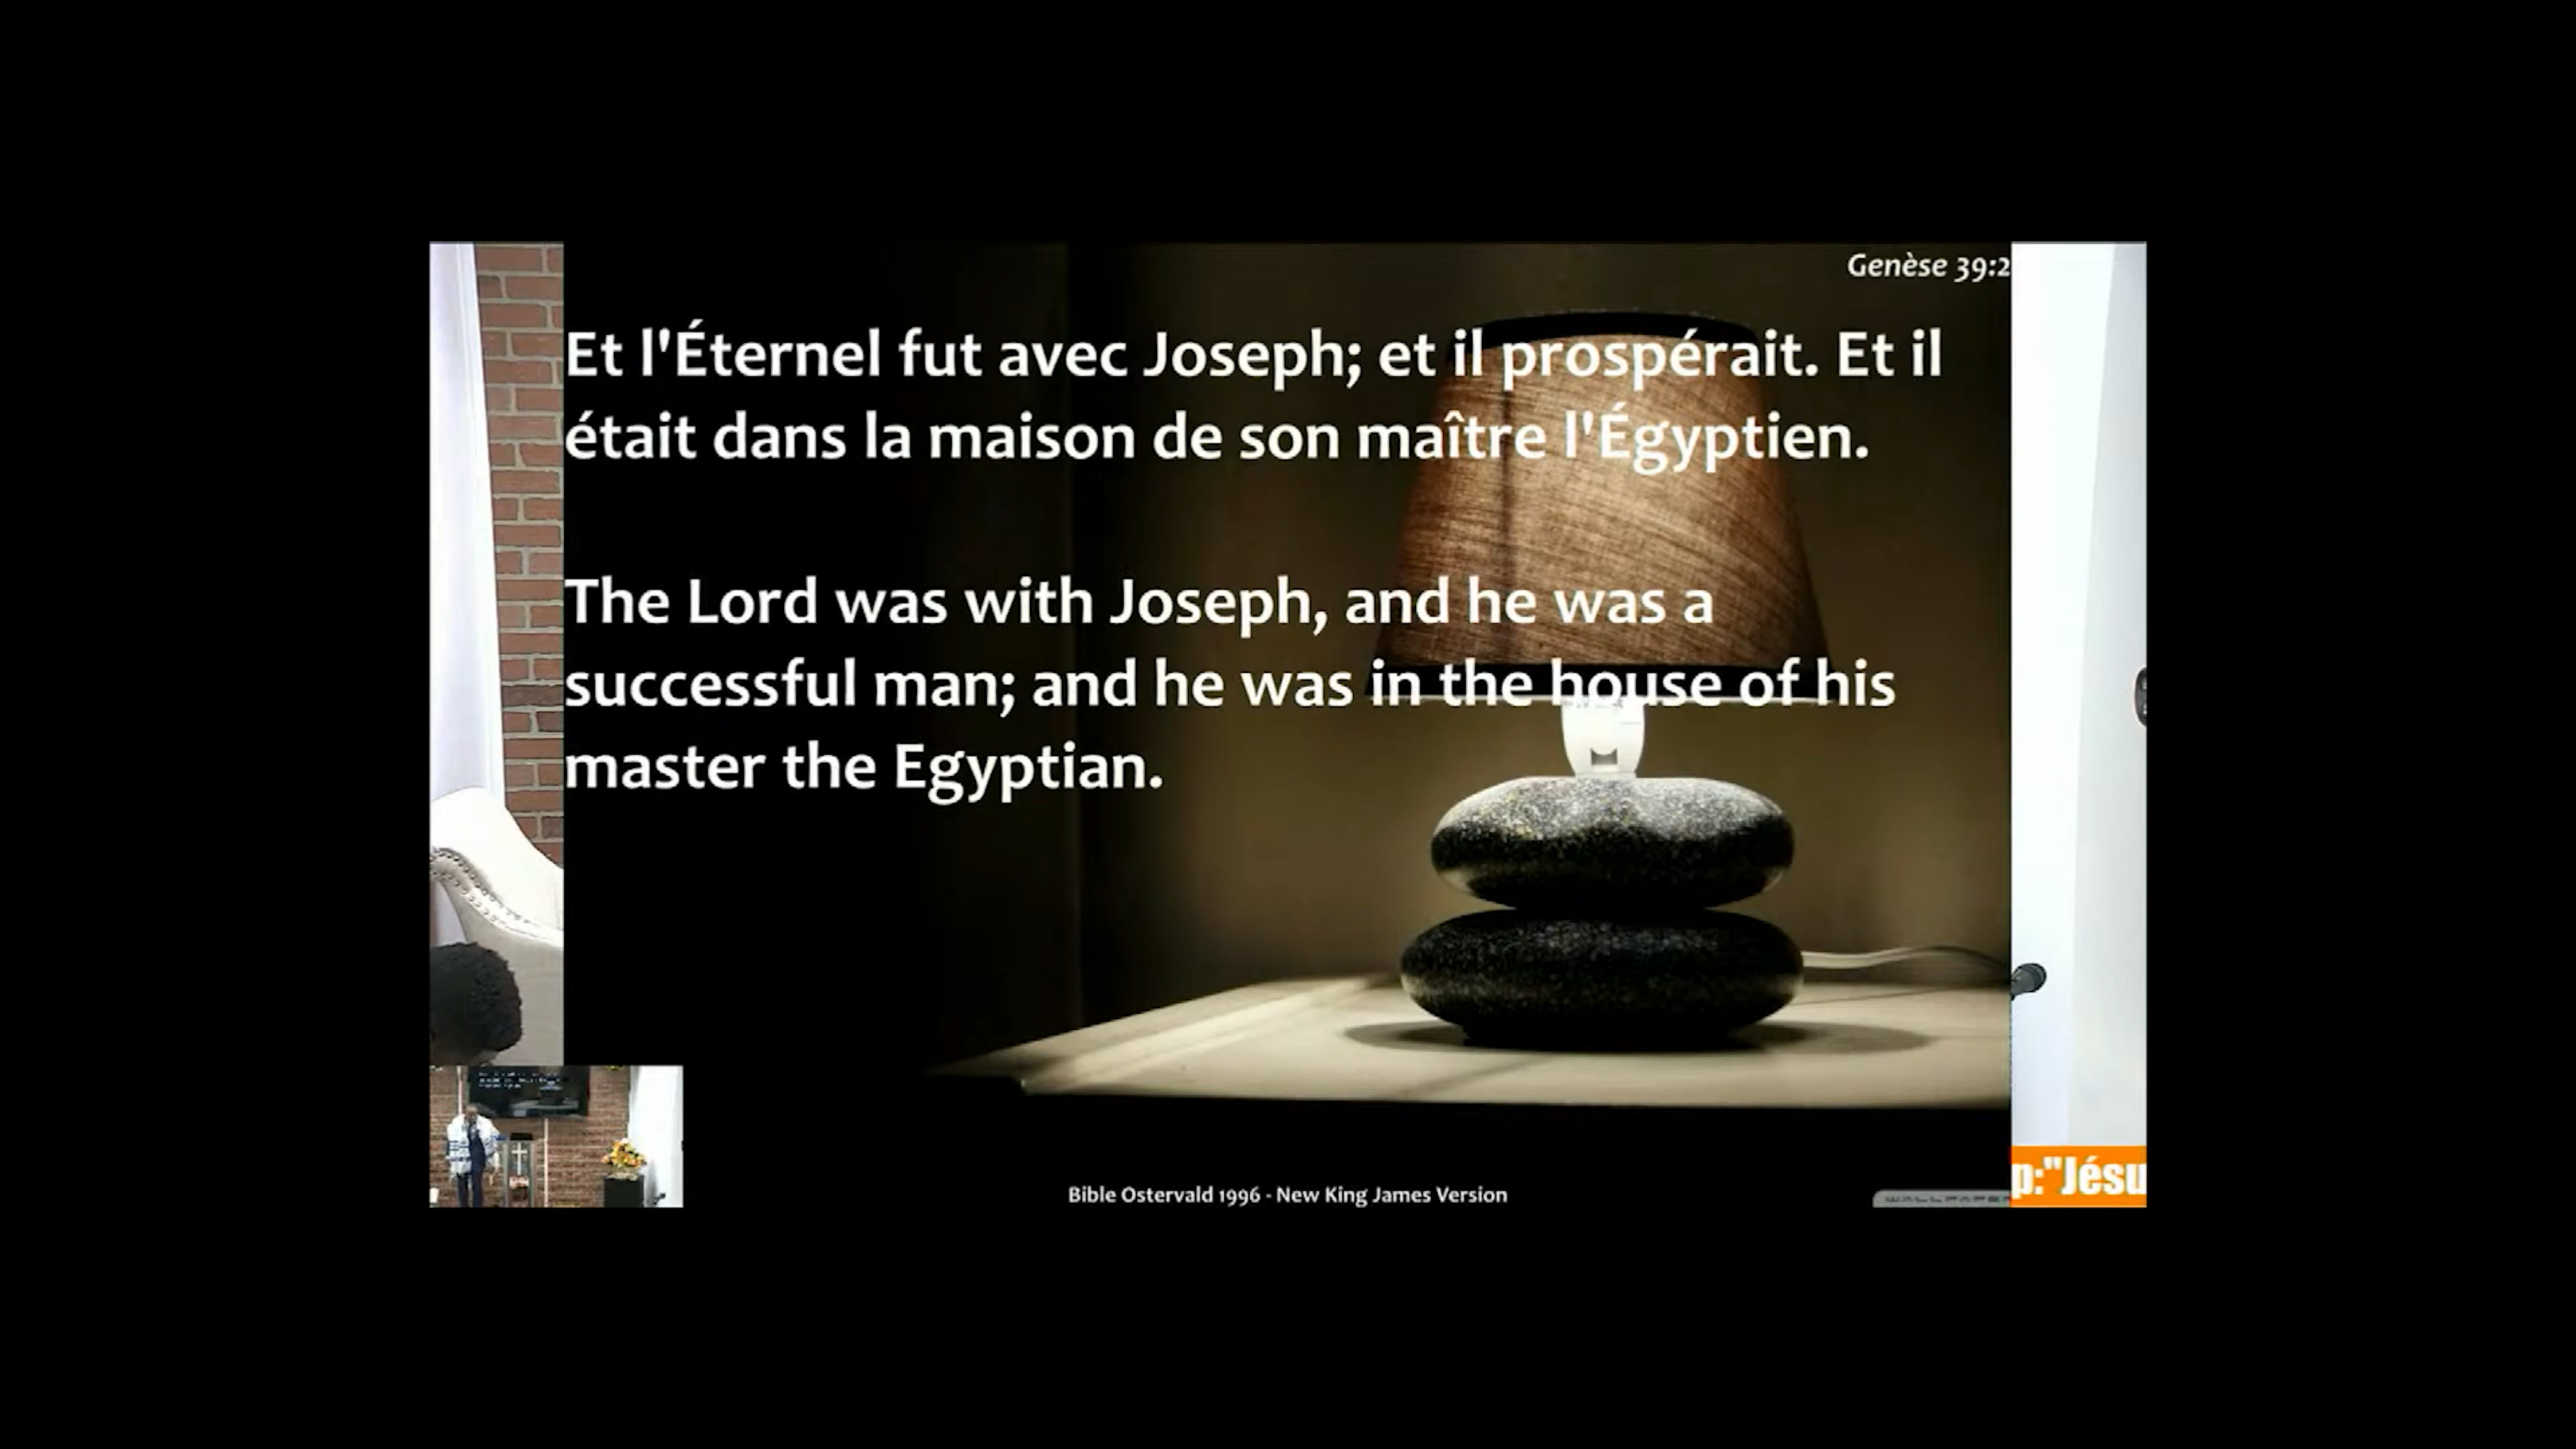 Genèse 39:2
Et l'Éternel fut avec Joseph; et il prospérait. Et il
était dans la maison de son maître l'Égyptien.
The Lord was with Joseph, and he was a
successful man; and he was in the house of his
master the Egyptian.
Bible Ostervald 1996 - New King James Version
p:"Jésu